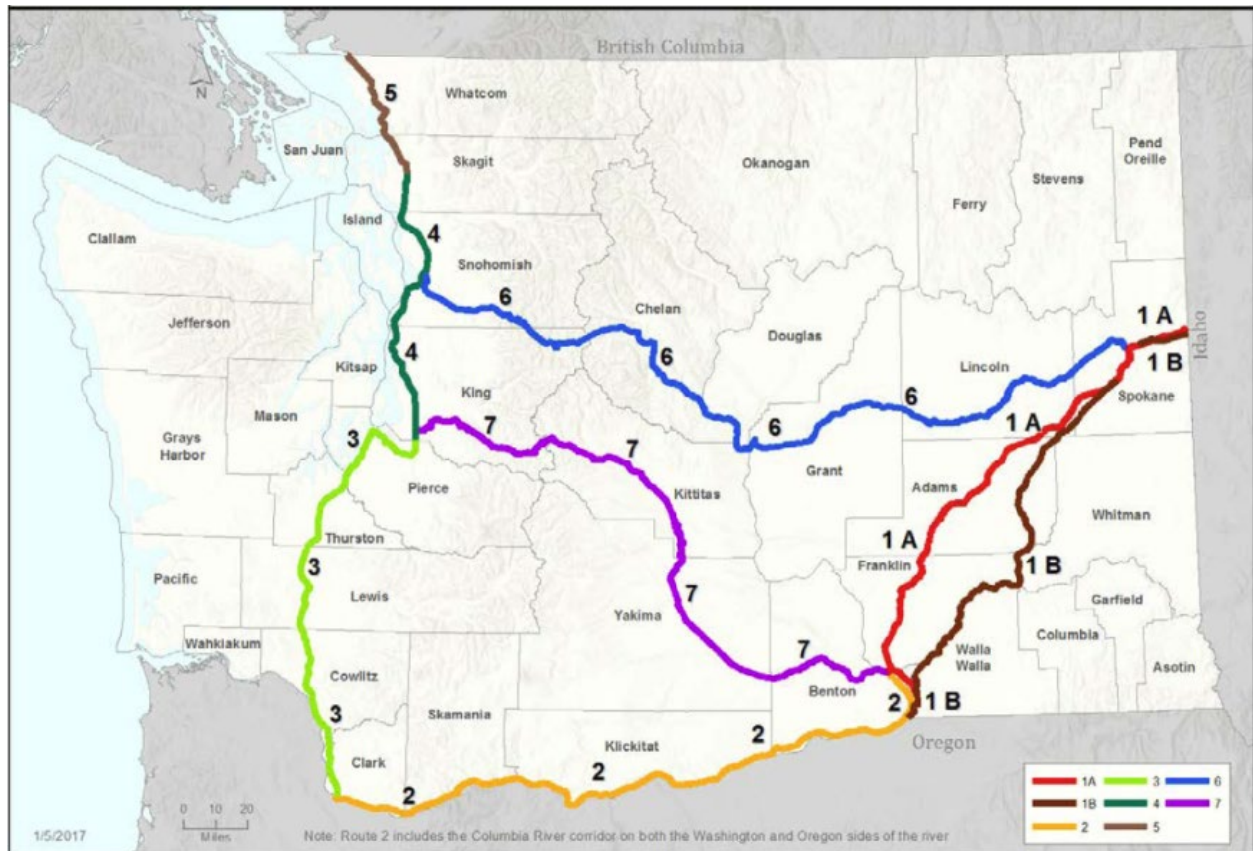 British Columbia
5
Whatcom
N
San Juan
Skagit
Okanogan
Pend
Oreille
Stevens
Ferry
Island
4
Clallam
Snohomish
6
Chelan
Jefferson
Douglas
1 A
Idaho
4
Kitsap
6
Lincoln
1 B
King
6
Spokane
Mason
3
7
6
1 A
Grays
Harbor
7
Grant
Pierce
Kittitas
Adams
Whitman
Thurston
1 A
3
Franklin
1 B
Pacific
Lewis
7
Garfield
Yakima
Columbia
Wahkiakum
7
Walla
Walla
Asotin
Cowlitz
Benton
3
Skamania
2
1 B
Klickitat
2
Oregon
Clark
2
2
0 10 20
Miles
1A 3 6
1B 4 7
2 5
1/5/2017
Note: Route 2 includes the Columbia River corridor on both the Washington and Oregon sides of the river